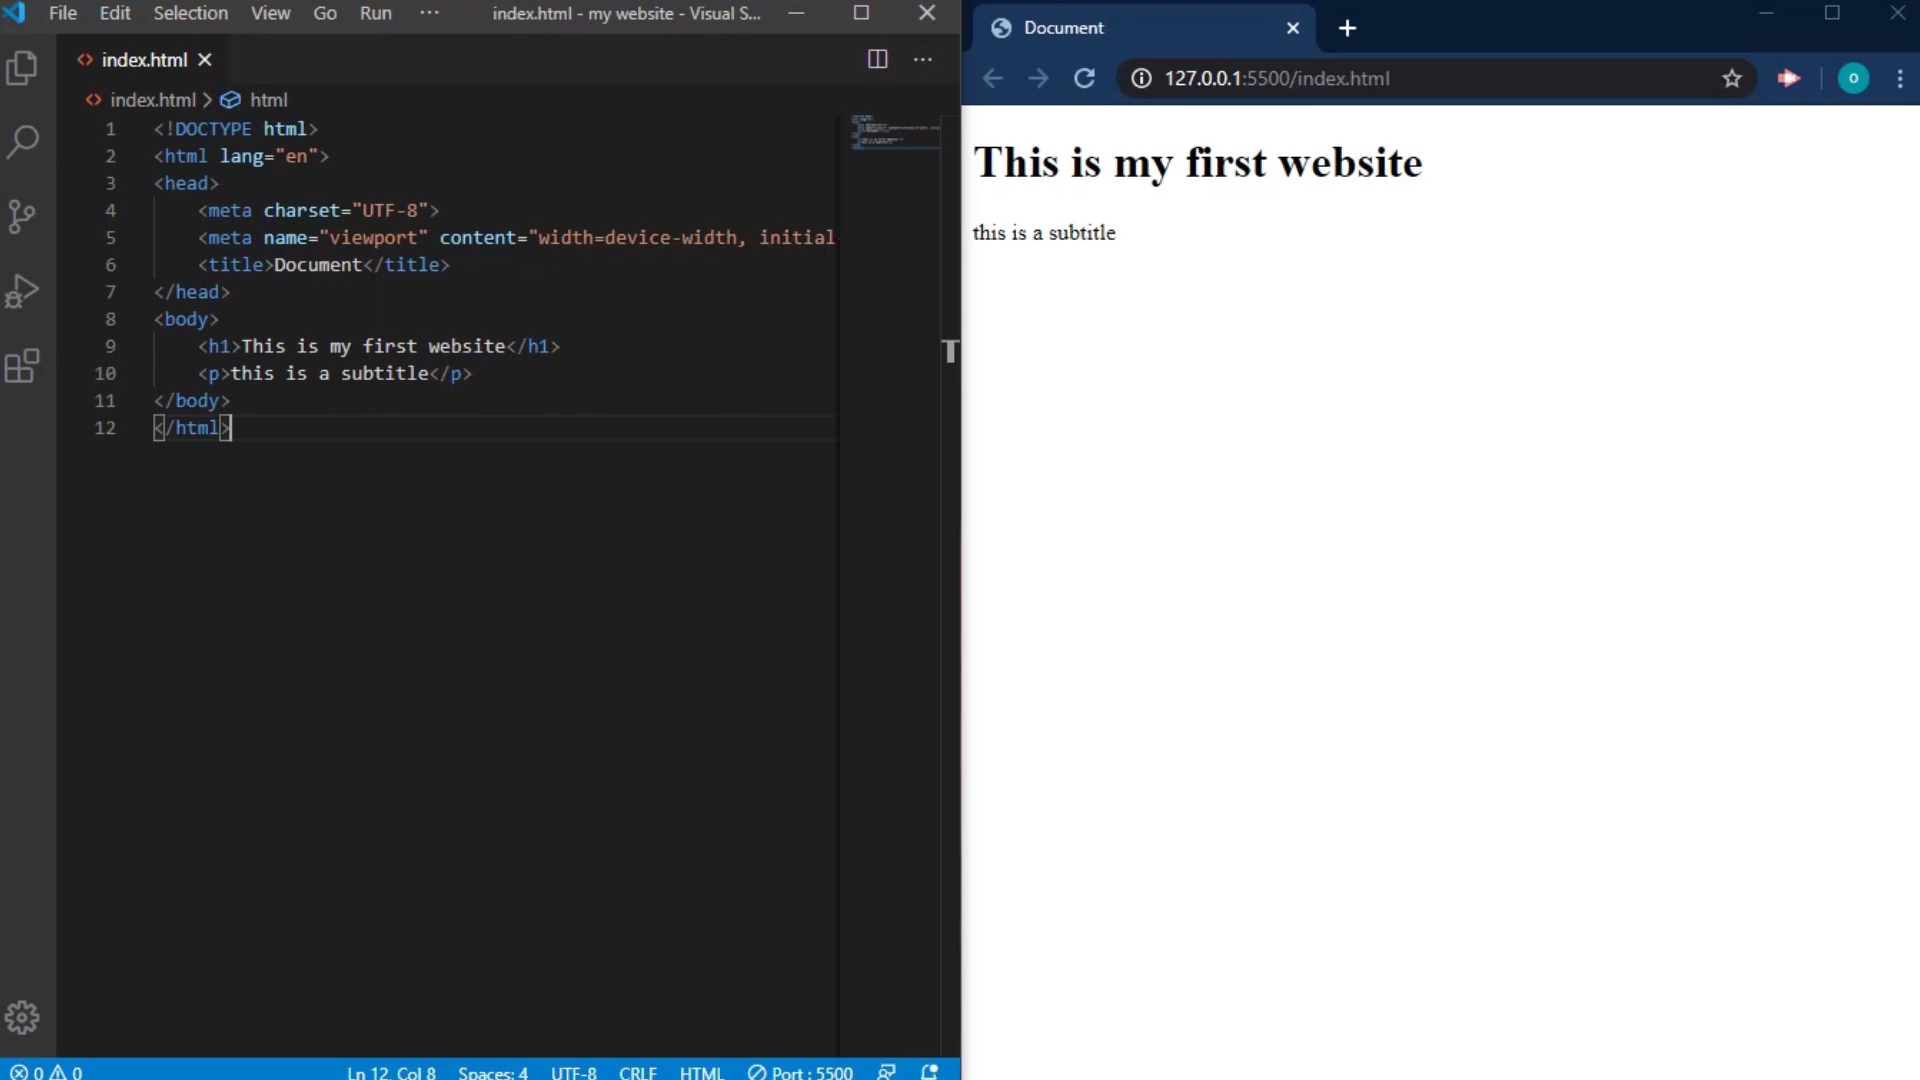 File Edit Selection View Go Run ··· index.html - my website - Visual S...
index.html
index.html > html
1 <!DOCTYPE html>
2 <html lang="en">
3 <head>
4 <meta charset="UTF-8">
5 <meta name="viewport" content="width=device-width, initial
6 <title>Document</title>
7 </head>
8 <body>
9 <h1>This is my first website</h1>
10 <p>this is a subtitle</p>
11 </body>
12 </html>
0 0 Ln 12, Col 8 Spaces: 4 UTF-8 CRLF HTML Port : 5500
Document
127.0.0.1:5500/index.html
o
This is my first website
this is a subtitle
T